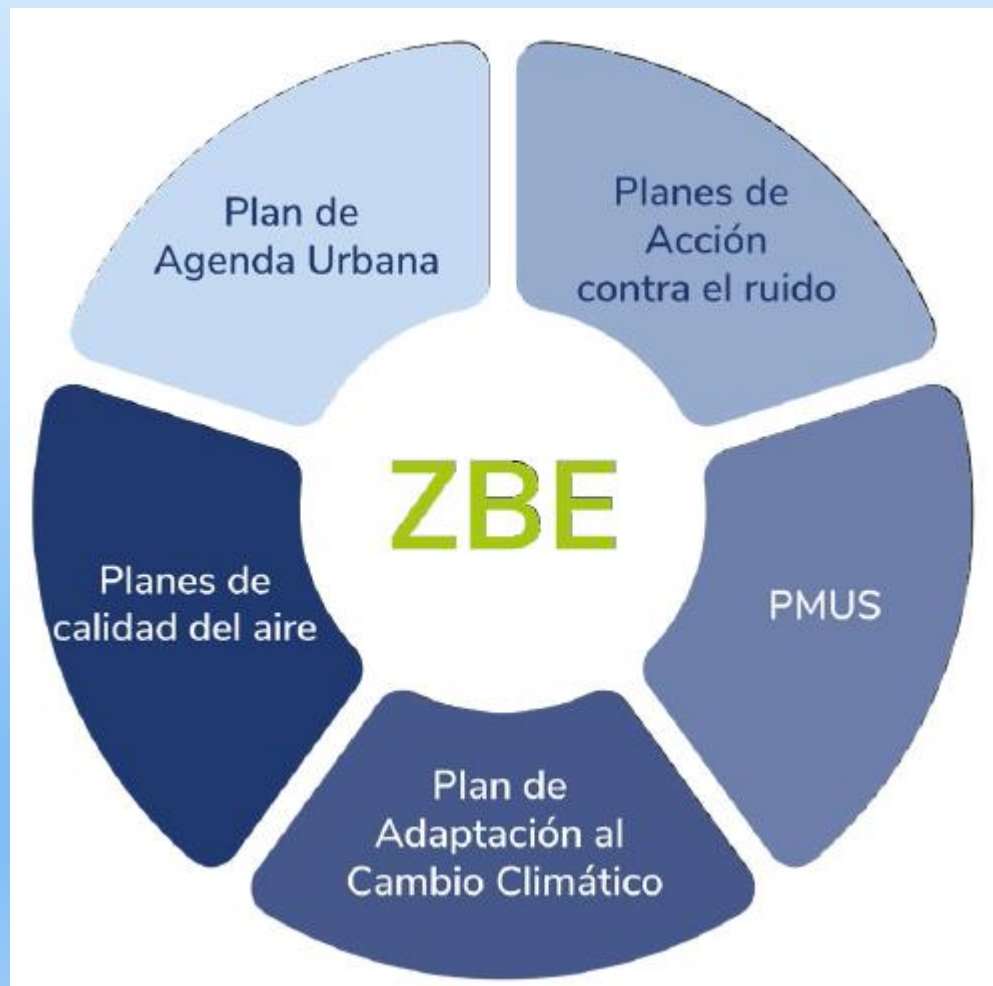 Plan de
Agenda Urbana
Planes de
Acción
contra el ruido
ZBE
Planes de
calidad del aire
PMUS
Plan de
Adaptación al
Cambio Climático